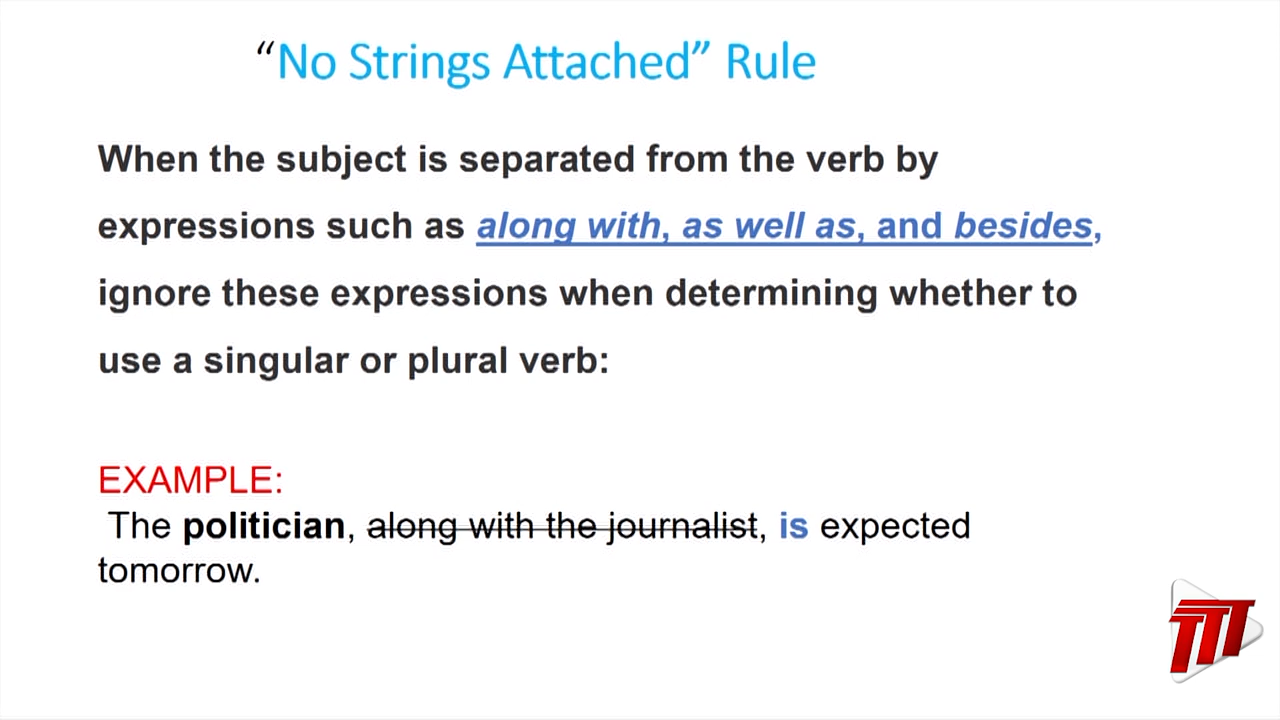 “No Strings Attached” Rule
When the subject is separated from the verb by
expressions such as along with, as well as, and besides,
ignore these expressions when determining whether to
use a singular or plural verb:
EXAMPLE:
The politician, along with the journalist, is expected
tomorrow.
TTT